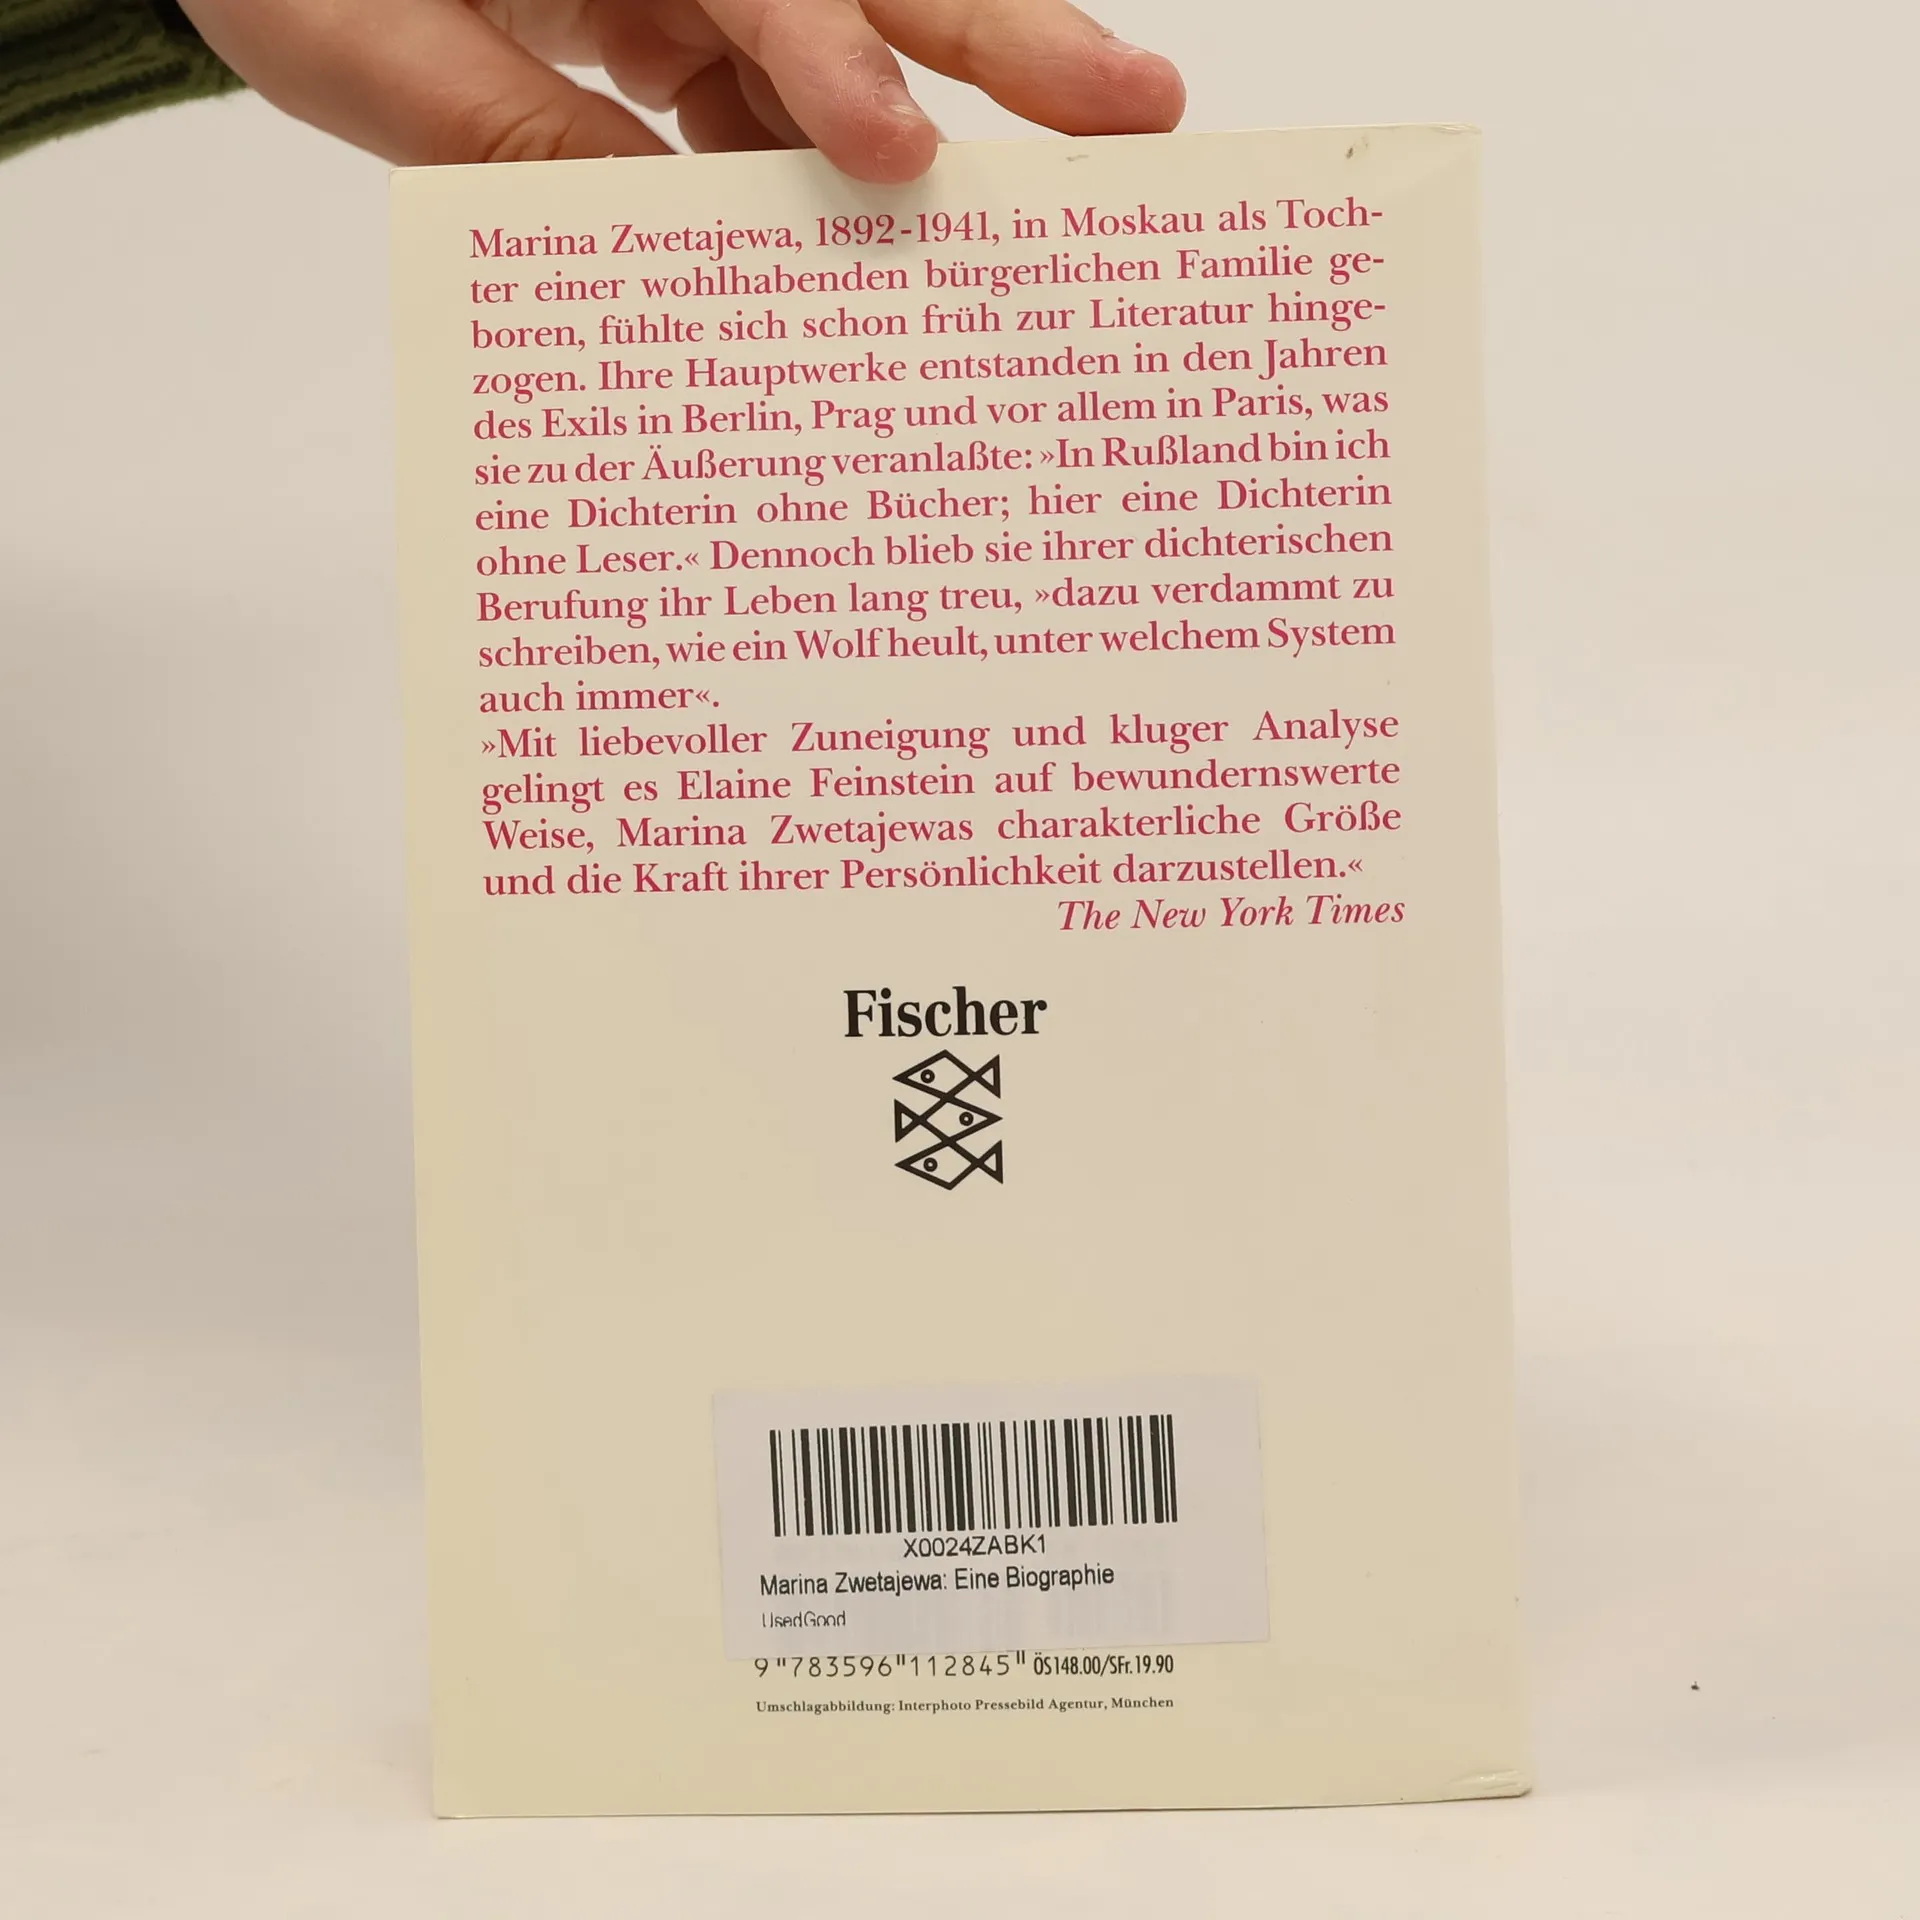 Marina Zwetajewa, 1892-1941, in Moskau als Toch-
ter einer wohlhabenden bürgerlichen Familie ge-
boren, fühlte sich schon früh zur Literatur hinge-
zogen. Ihre Hauptwerke entstanden in den Jahren
des Exils in Berlin, Prag und vor allem in Paris, was
sie zu der Äußerung veranlaßte: »In Rußland bin ich
eine Dichterin ohne Bücher; hier eine Dichterin
ohne Leser.« Dennoch blieb sie ihrer dichterischen
Berufung ihr Leben lang treu, »dazu verdammt zu
schreiben, wie ein Wolf heult, unter welchem System
auch immer«.
»Mit liebevoller Zuneigung und kluger Analyse
gelingt es Elaine Feinstein auf bewundernswerte
Weise, Marina Zwetajewas charakterliche Größe
und die Kraft ihrer Persönlichkeit darzustellen.«
The New York Times
Fischer
X0024ZABK1
Marina Zwetajewa: Eine Biographie
UsedGood
9 783596 112845 ÖS 148.00/SFr. 19.90
Umschlagabbildung: Interphoto Pressebild Agentur, München